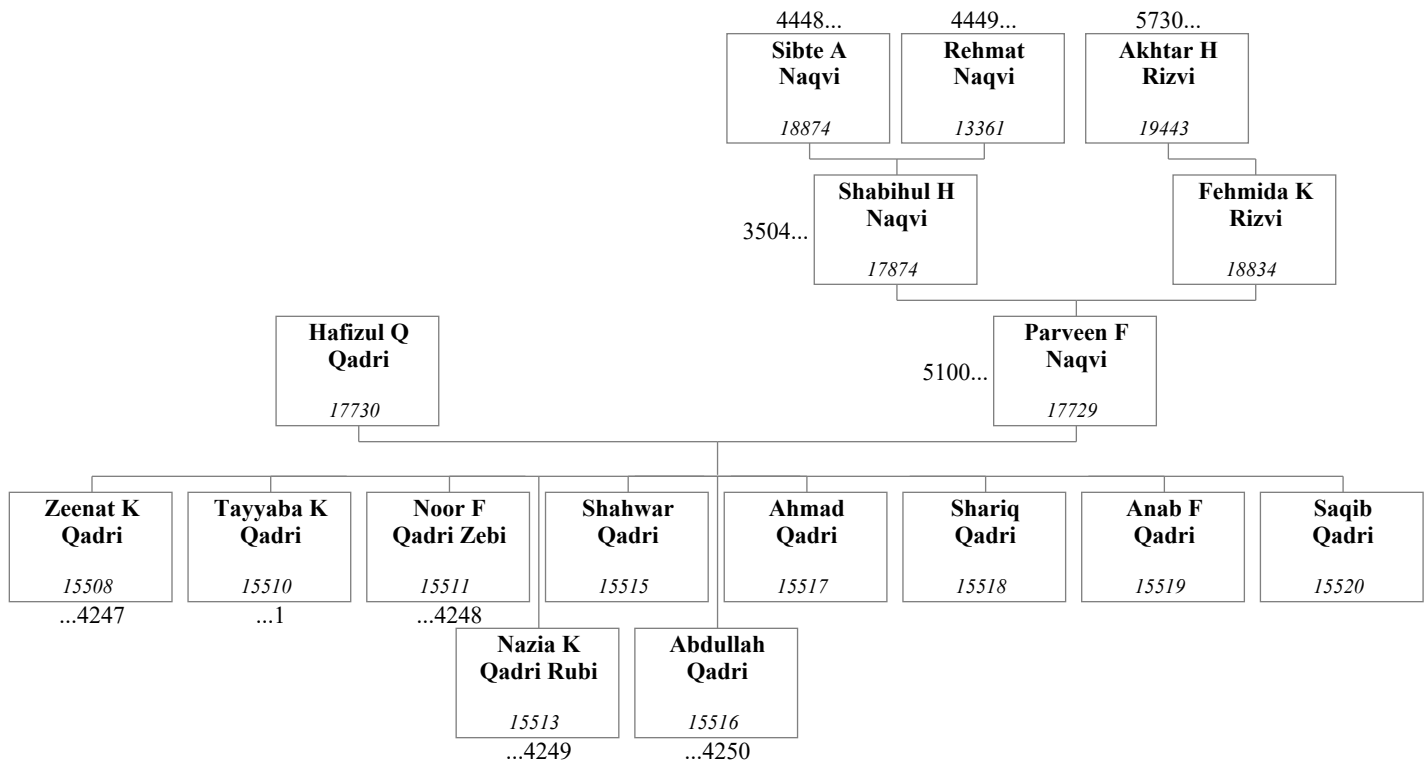 4448... 4449... 5730...
Sibte A Rehmat Akhtar H
Naqvi Naqvi Rizvi
18874 13361 19443
Shabihul H Fehmida K
Naqvi Rizvi
3504...
17874 18834
Hafizul Q Parveen F
Qadri Naqvi
5100...
17730 17729
Zeenat K Tayyaba K Noor F Shahwar Ahmad Shariq Anab F Saqib
Qadri Qadri Qadri Zebi Qadri Qadri Qadri Qadri Qadri
15508 15510 15511 15515 15517 15518 15519 15520
...4247 ...1 ...4248
Nazia K Abdullah
Qadri Rubi Qadri
15513 15516
...4249 ...4250